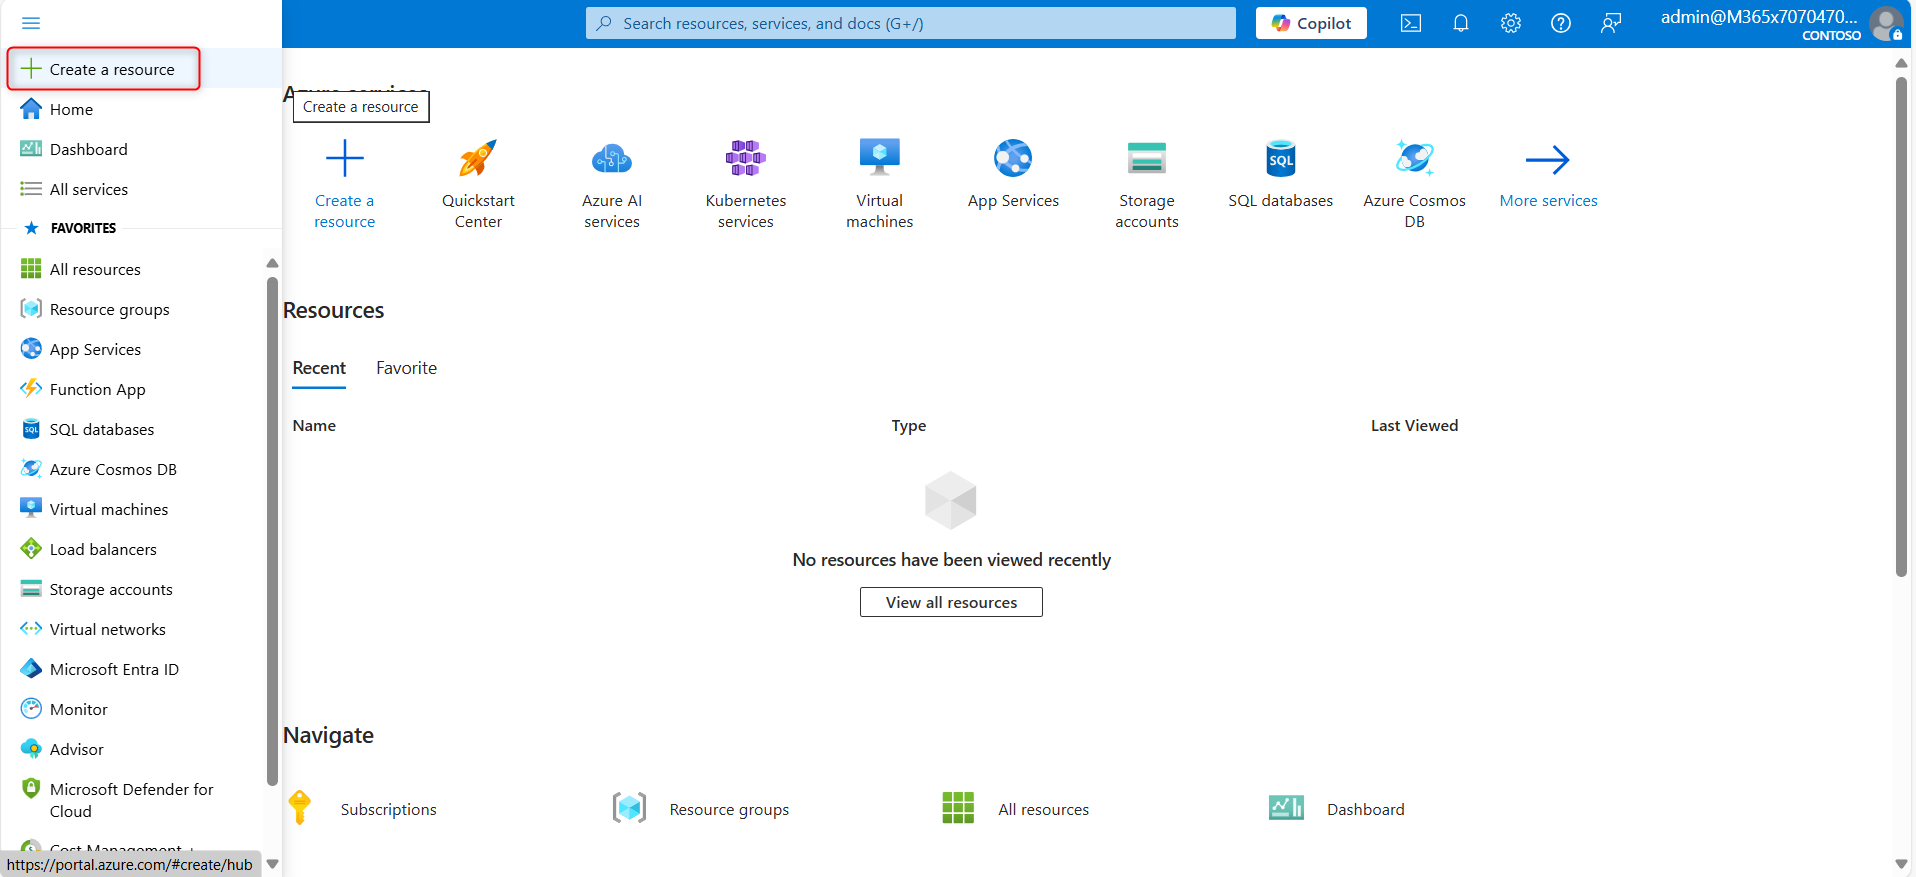 Search resources, services, and docs (G+/)
Copilot
admin@M365x7070470...
CONTOSO
Create a resource
Home
Dashboard
All services
FAVORITES
All resources
Resource groups
App Services
Function App
SQL databases
Azure Cosmos DB
Virtual machines
Load balancers
Storage accounts
Virtual networks
Microsoft Entra ID
Monitor
Advisor
Microsoft Defender for
Cloud
Cost Management +
https://portal.azure.com/#create/hub
Azure services
Create a resource
Create a
resource
Quickstart
Center
Azure AI
services
Kubernetes
services
Virtual
machines
App Services
Storage
accounts
SQL
SQL databases
Azure Cosmos
DB
More services
Resources
Recent
Favorite
Name
Type
Last Viewed
No resources have been viewed recently
View all resources
Navigate
Subscriptions
Resource groups
All resources
Dashboard